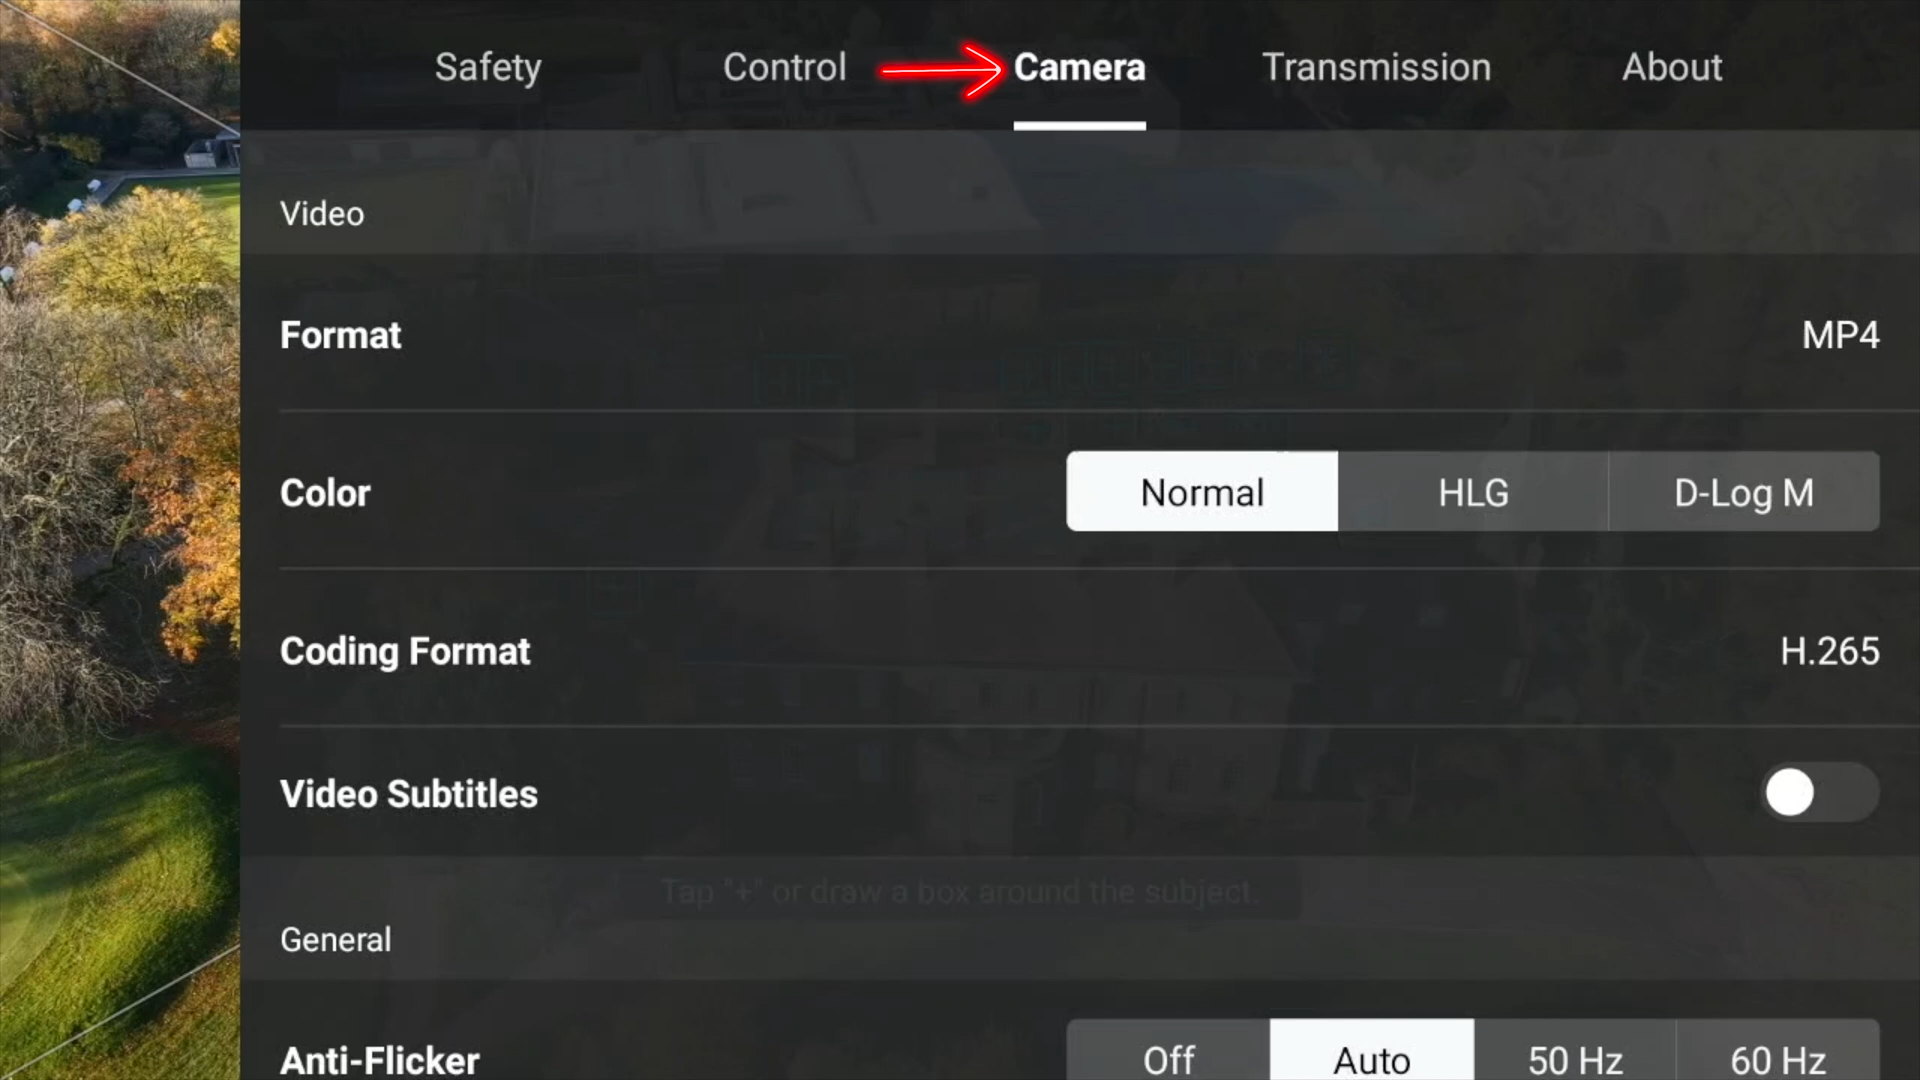 Safety Control Camera Transmission About
Video
Format MP4
Color Normal HLG D-Log M
Coding Format H.265
Video Subtitles
Tap "+" or draw a box around the subject.
General
Anti-Flicker Off Auto 50 Hz 60 Hz